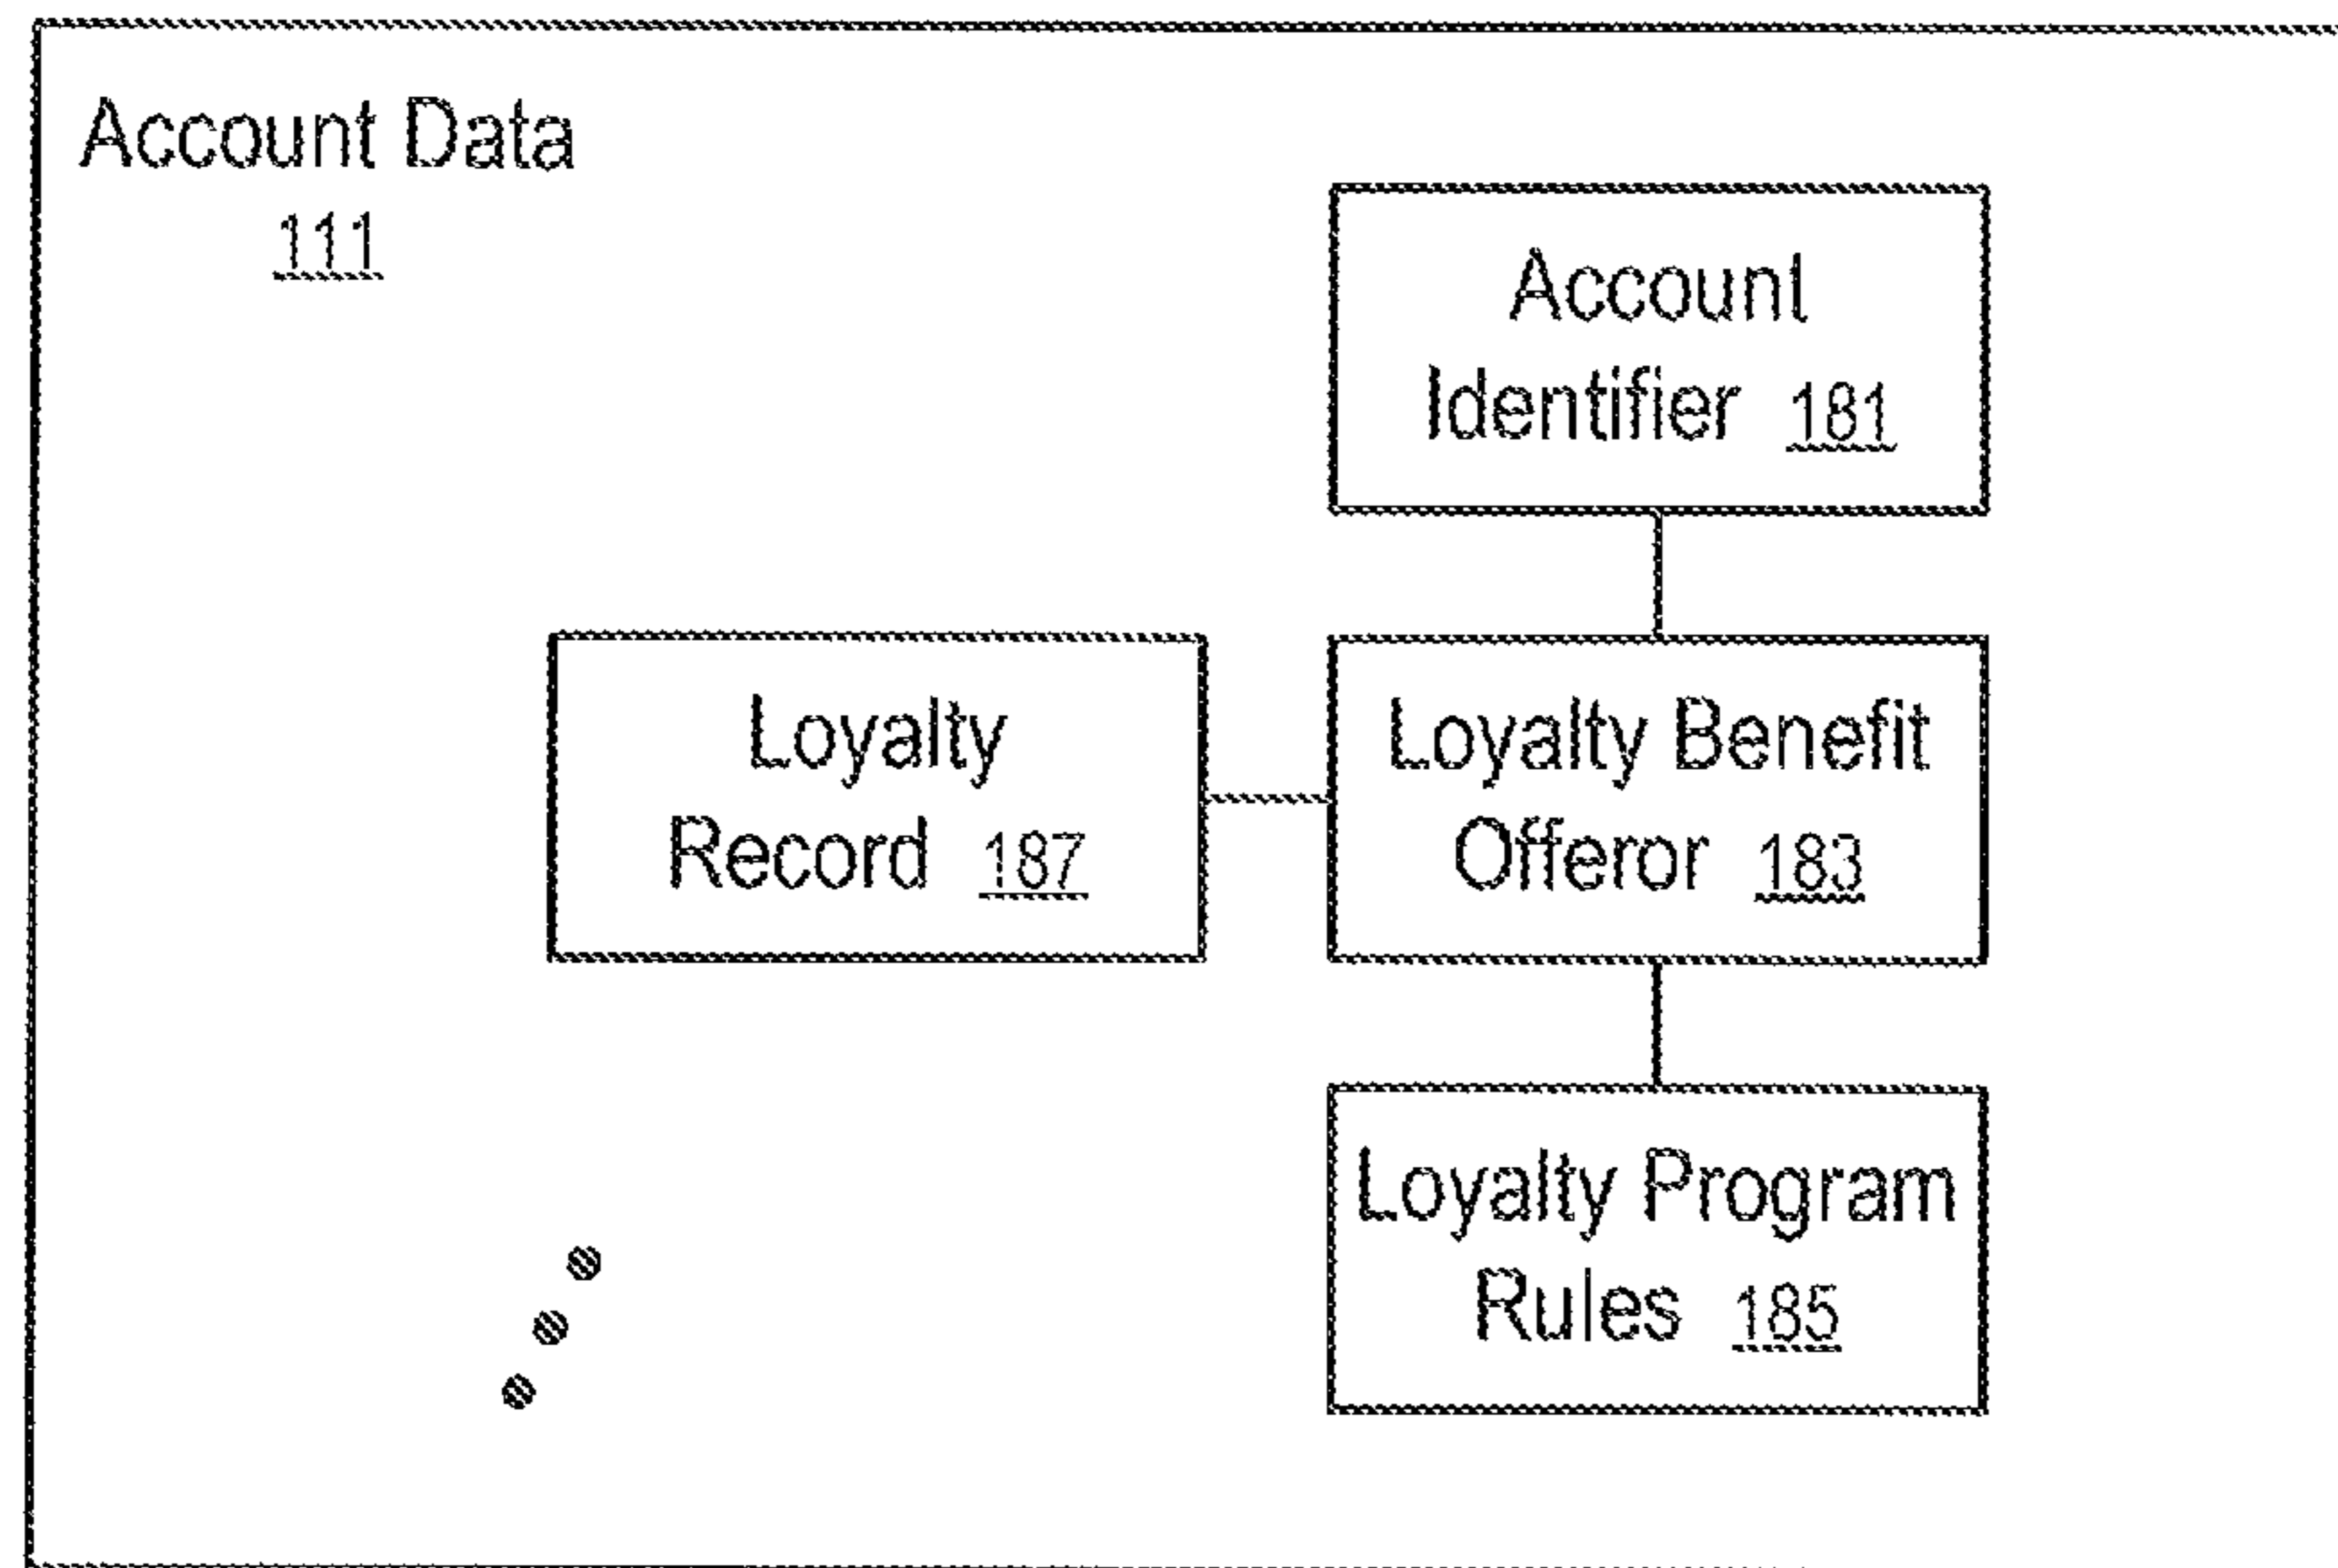 Account Data
111
Account
Identifier 181
Loyalty
Record 187
Loyalty Benefit
Offeror 183
Loyalty Program
Rules 185